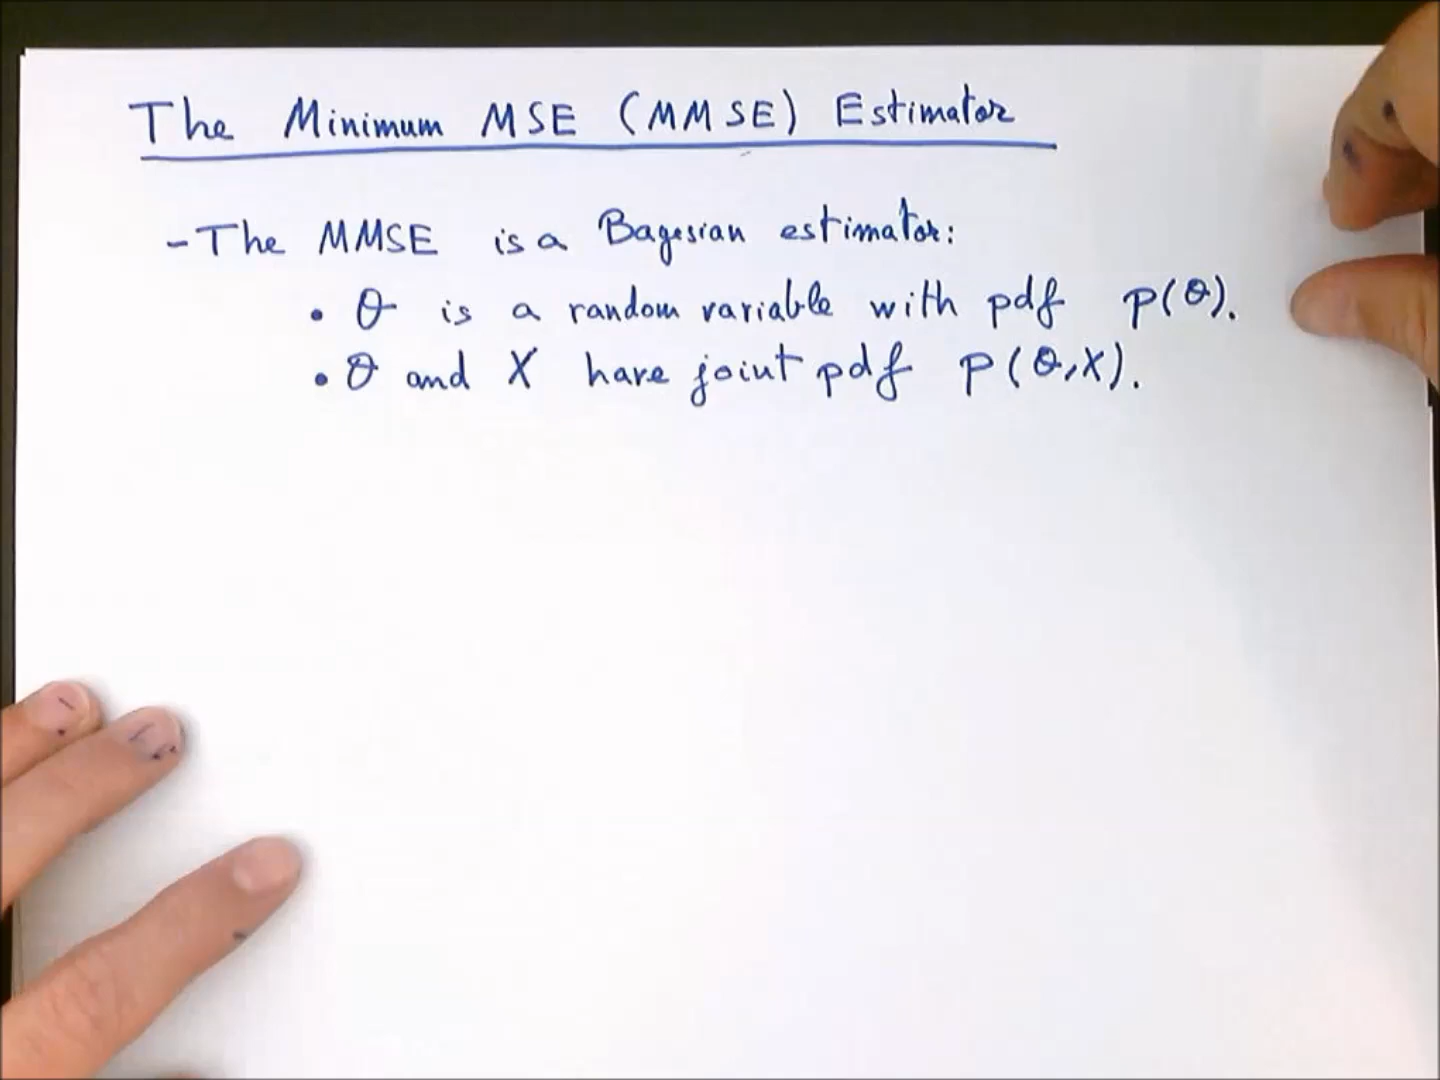 The Minimum MSE (MMSE) Estimator
- The MMSE is a Bayesian estimator:
• θ is a random variable with pdf p(θ).
• θ and X have joint pdf p(θ,X).